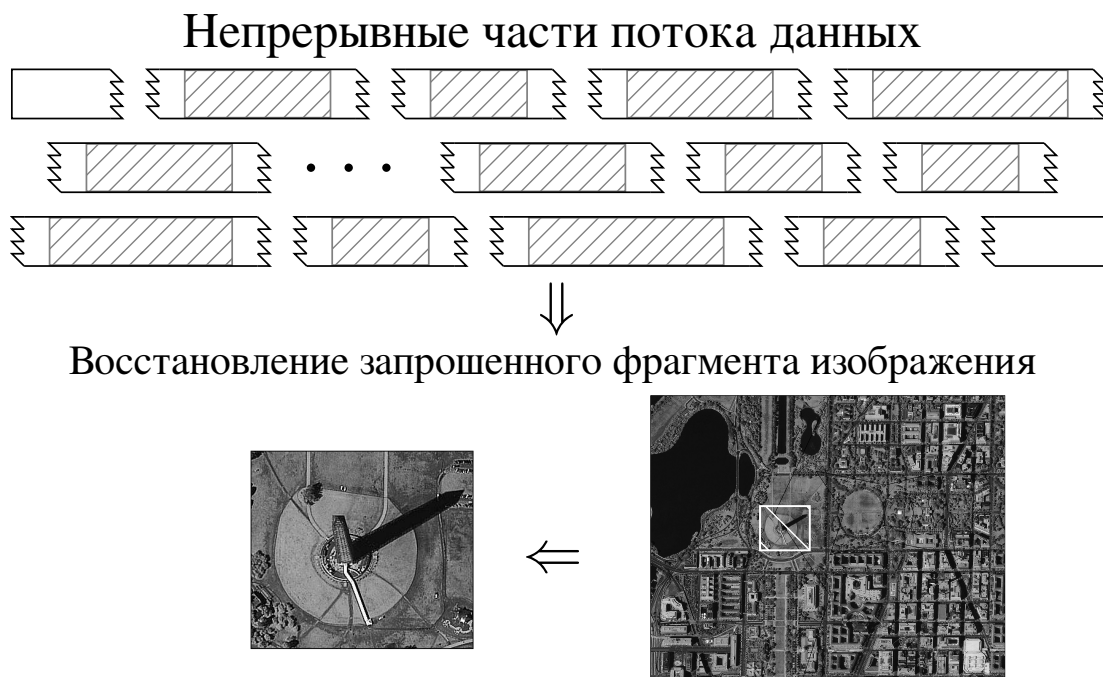 Непрерывные части потока данных
Восстановление запрошенного фрагмента изображения